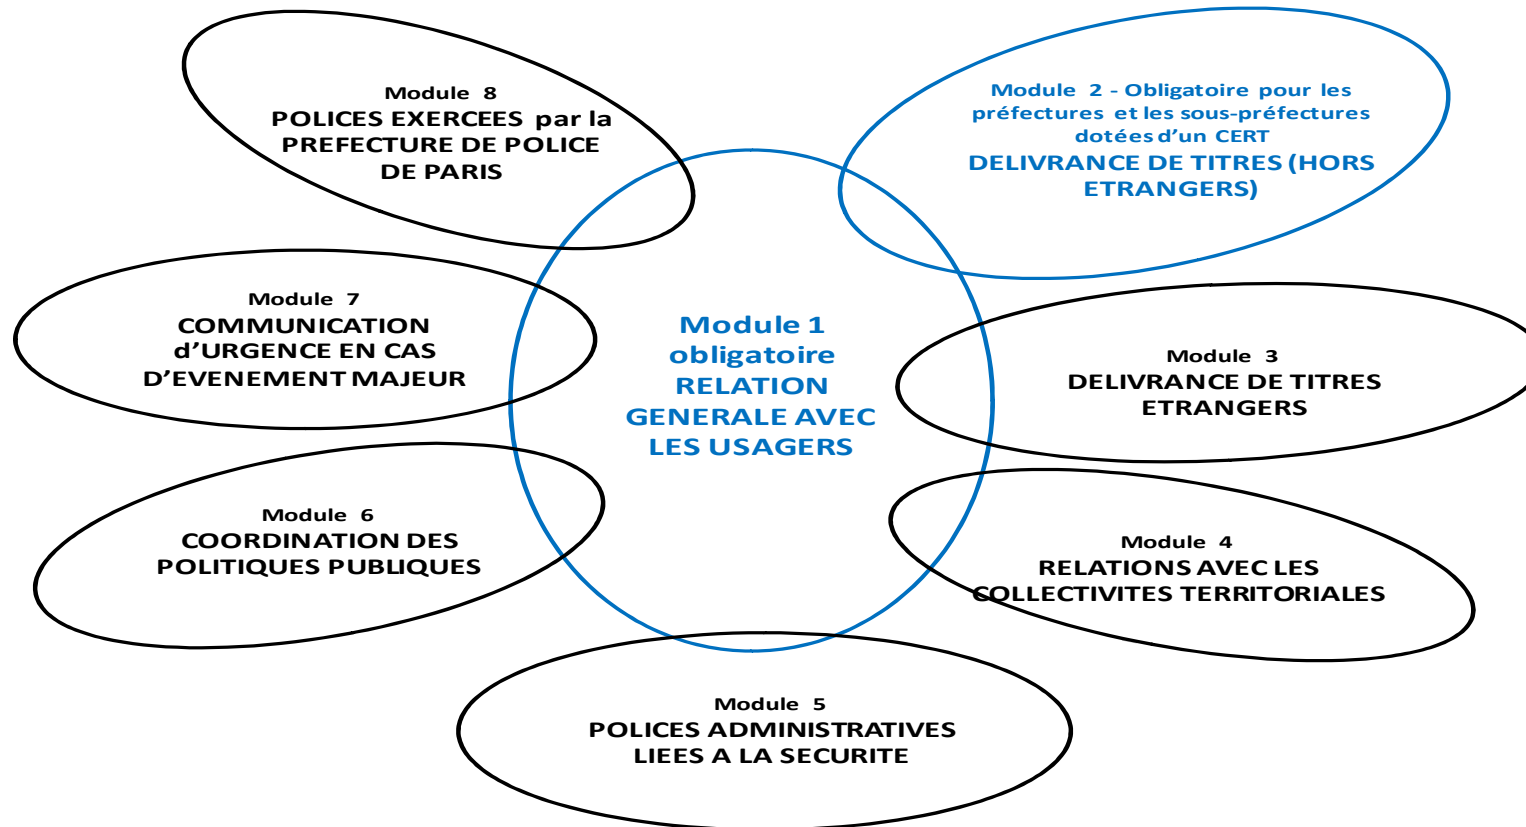 Module 8
POLICES EXERCEES par la
PREFECTURE DE POLICE
DE PARIS
Module 2 - Obligatoire pour les
préfectures et les sous-préfectures
dotées d’un CERT
DELIVRANCE DE TITRES (HORS
ETRANGERS)
Module 7
COMMUNICATION
d’URGENCE EN CAS
D’EVENEMENT MAJEUR
Module 1
obligatoire
RELATION
GENERALE AVEC
LES USAGERS
Module 3
DELIVRANCE DE TITRES
ETRANGERS
Module 6
COORDINATION DES
POLITIQUES PUBLIQUES
Module 4
RELATIONS AVEC LES
COLLECTIVITES TERRITORIALES
Module 5
POLICES ADMINISTRATIVES
LIEES A LA SECURITE